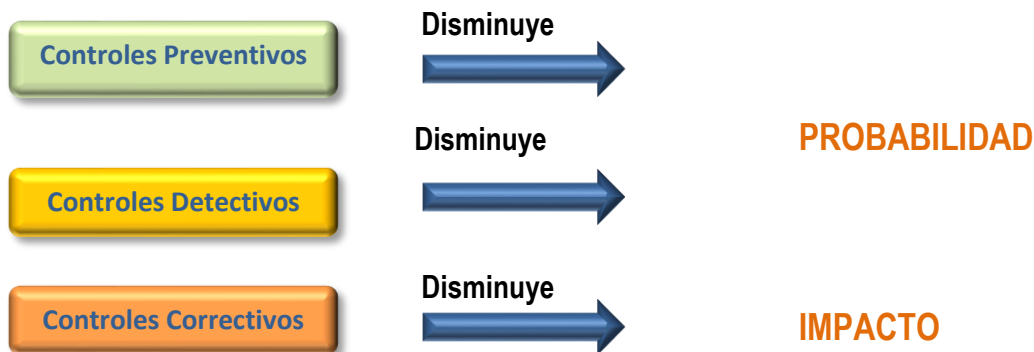 Controles Preventivos
Disminuye
Disminuye
PROBABILIDAD
Controles Detectivos
Disminuye
Controles Correctivos
IMPACTO